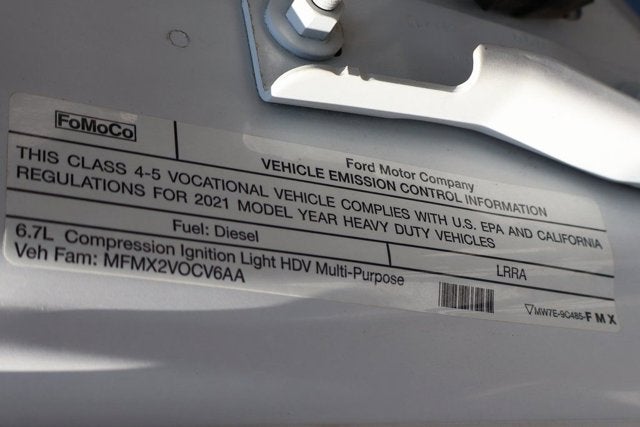 FoMoCo
Ford Motor Company
VEHICLE EMISSION CONTROL INFORMATION
THIS CLASS 4-5 VOCATIONAL VEHICLE COMPLIES WITH U.S. EPA AND CALIFORNIA
REGULATIONS FOR 2021 MODEL YEAR HEAVY DUTY VEHICLES
Fuel: Diesel
LRRA
6.7L Compression Ignition Light HDV Multi-Purpose
Veh Fam: MFMX2VOCV6AA
MW7E-9C485-FMX